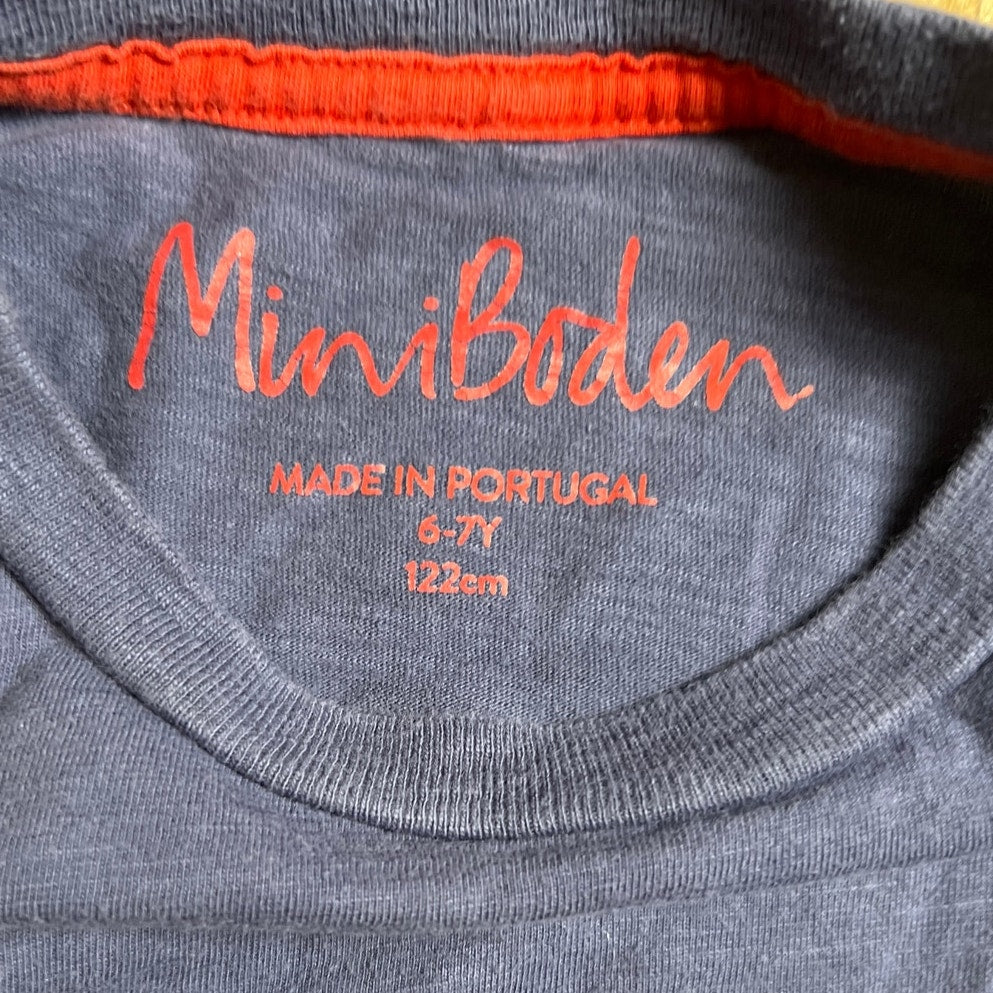 MiniBoden
MADE IN PORTUGAL
6-7Y
122cm